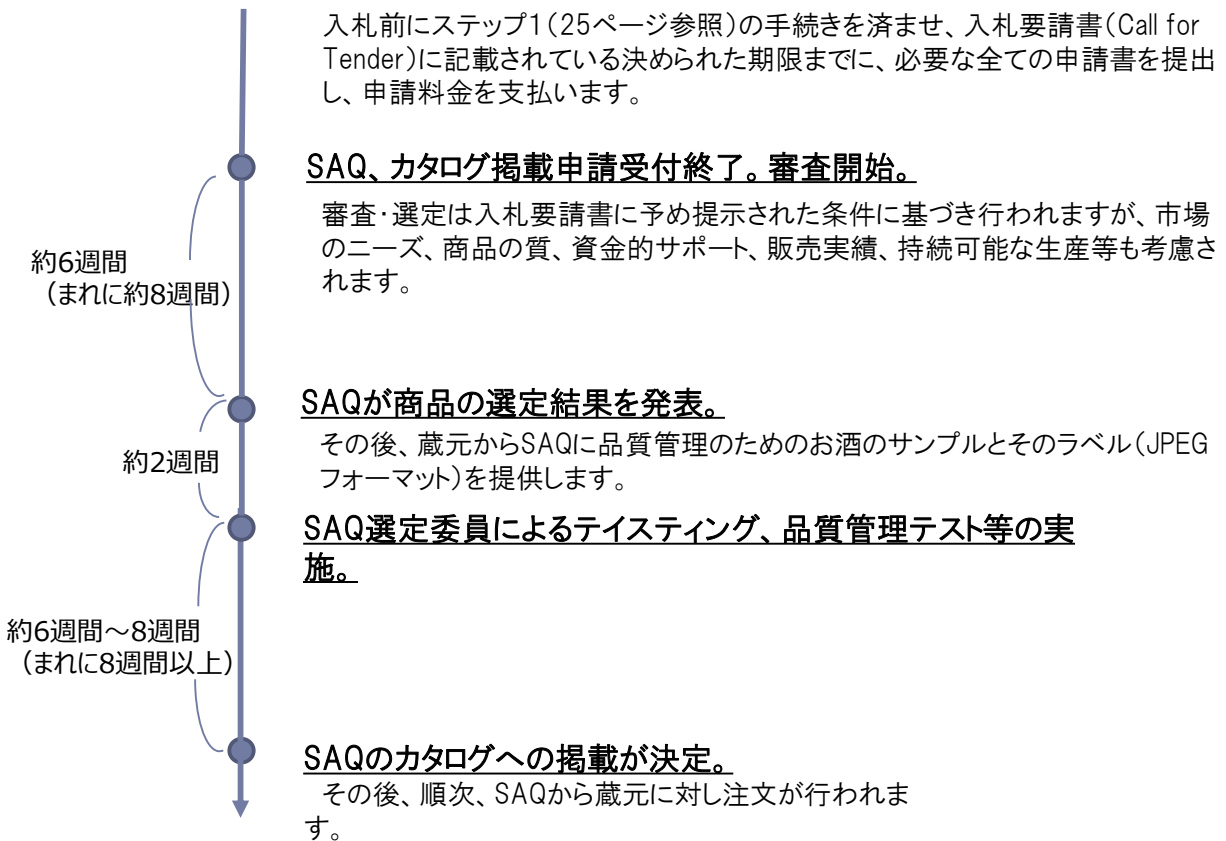 入札前にステップ1(25ページ参照)の手続きを済ませ、入札要請書(Call for
Tender)に記載されている決められた期限までに、必要な全ての申請書を提出
し、申請料金を支払います。
SAQ、カタログ掲載申請受付終了。審査開始。
審査・選定は入札要請書に予め提示された条件に基づき行われますが、市場
のニーズ、商品の質、資金的サポート、販売実績、持続可能な生産等も考慮さ
れます。
約6週間
(まれに約8週間)
SAQが商品の選定結果を発表。
その後、蔵元からSAQに品質管理のためのお酒のサンプルとそのラベル(JPEG
フォーマット)を提供します。
約2週間
SAQ選定委員によるテイスティング、品質管理テスト等の実
施。
約6週間～8週間
(まれに8週間以上)
SAQのカタログへの掲載が決定。
その後、順次、SAQから蔵元に対し注文が行われま
す。